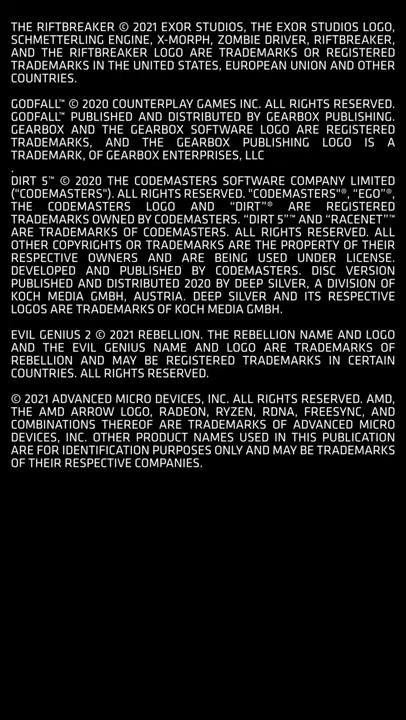 THE RIFTBREAKER © 2021 EXOR STUDIOS, THE EXOR STUDIOS LOGO,
SCHMETTERLING ENGINE, X-MORPH, ZOMBIE DRIVER, RIFTBREAKER,
AND THE RIFTBREAKER LOGO ARE TRADEMARKS OR REGISTERED
TRADEMARKS IN THE UNITED STATES, EUROPEAN UNION AND OTHER
COUNTRIES.
GODFALL™ © 2020 COUNTERPLAY GAMES INC. ALL RIGHTS RESERVED.
GODFALL™ PUBLISHED AND DISTRIBUTED BY GEARBOX PUBLISHING.
GEARBOX AND THE GEARBOX SOFTWARE LOGO ARE REGISTERED
TRADEMARKS, AND THE GEARBOX PUBLISHING LOGO IS A
TRADEMARK, OF GEARBOX ENTERPRISES, LLC
.
DIRT 5™ © 2020 THE CODEMASTERS SOFTWARE COMPANY LIMITED
("CODEMASTERS"). ALL RIGHTS RESERVED. "CODEMASTERS"®, "EGO"®,
THE CODEMASTERS LOGO AND "DIRT"® ARE REGISTERED
TRADEMARKS OWNED BY CODEMASTERS. "DIRT 5"™ AND "RACENET"™
ARE TRADEMARKS OF CODEMASTERS. ALL RIGHTS RESERVED. ALL
OTHER COPYRIGHTS OR TRADEMARKS ARE THE PROPERTY OF THEIR
RESPECTIVE OWNERS AND ARE BEING USED UNDER LICENSE.
DEVELOPED AND PUBLISHED BY CODEMASTERS. DISC VERSION
PUBLISHED AND DISTRIBUTED 2020 BY DEEP SILVER, A DIVISION OF
KOCH MEDIA GMBH, AUSTRIA. DEEP SILVER AND ITS RESPECTIVE
LOGOS ARE TRADEMARKS OF KOCH MEDIA GMBH.
EVIL GENIUS 2 © 2021 REBELLION. THE REBELLION NAME AND LOGO
AND THE EVIL GENIUS NAME AND LOGO ARE TRADEMARKS OF
REBELLION AND MAY BE REGISTERED TRADEMARKS IN CERTAIN
COUNTRIES. ALL RIGHTS RESERVED.
© 2021 ADVANCED MICRO DEVICES, INC. ALL RIGHTS RESERVED. AMD,
THE AMD ARROW LOGO, RADEON, RYZEN, RDNA, FREESYNC, AND
COMBINATIONS THEREOF ARE TRADEMARKS OF ADVANCED MICRO
DEVICES, INC. OTHER PRODUCT NAMES USED IN THIS PUBLICATION
ARE FOR IDENTIFICATION PURPOSES ONLY AND MAY BE TRADEMARKS
OF THEIR RESPECTIVE COMPANIES.